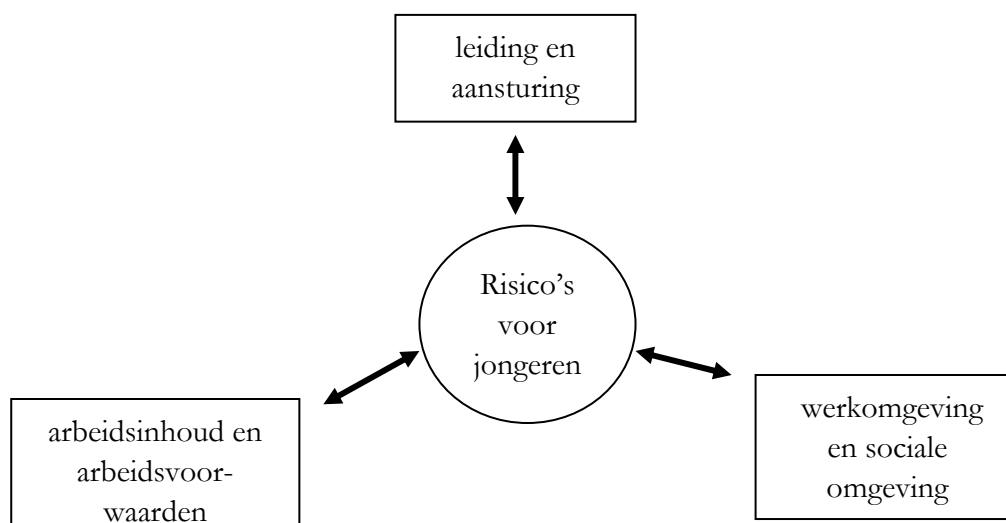 leiding en
aansturing
Risico’s
voor
jongeren
arbeidsinhoud en
arbeidsvoor-
waarden
werkomgeving
en sociale
omgeving